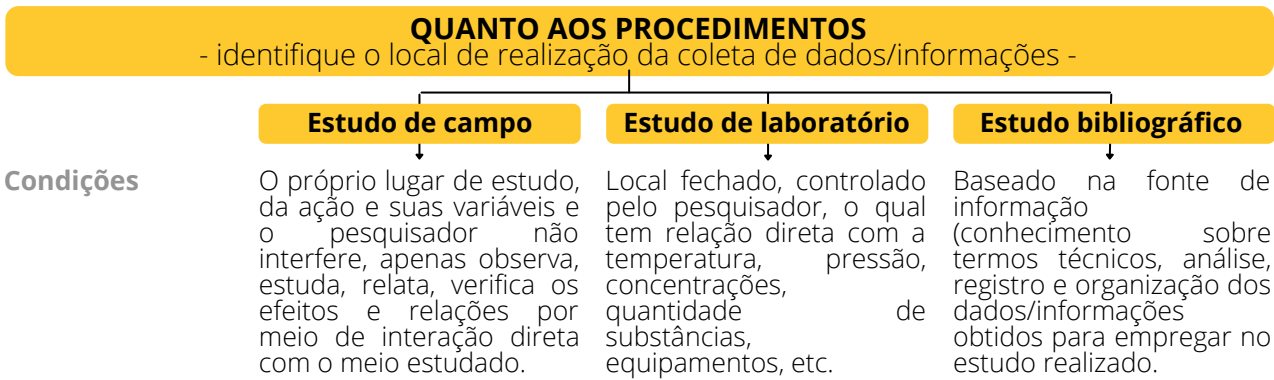 QUANTO AOS PROCEDIMENTOS
- identifique o local de realização da coleta de dados/informações -
Estudo de campo
Estudo de laboratório
Estudo bibliográfico
Condições
O próprio lugar de estudo,
da ação e suas variáveis e
o pesquisador não
interfere, apenas observa,
estuda, relata, verifica os
efeitos e relações por
meio de interação direta
com o meio estudado.
Local fechado, controlado
pelo pesquisador, o qual
tem relação direta com a
temperatura, pressão,
concentrações,
quantidade de
substâncias,
equipamentos, etc.
Baseado na fonte de
informação
(conhecimento sobre
termos técnicos, análise,
registro e organização dos
dados/informações
obtidos para empregar no
estudo realizado.